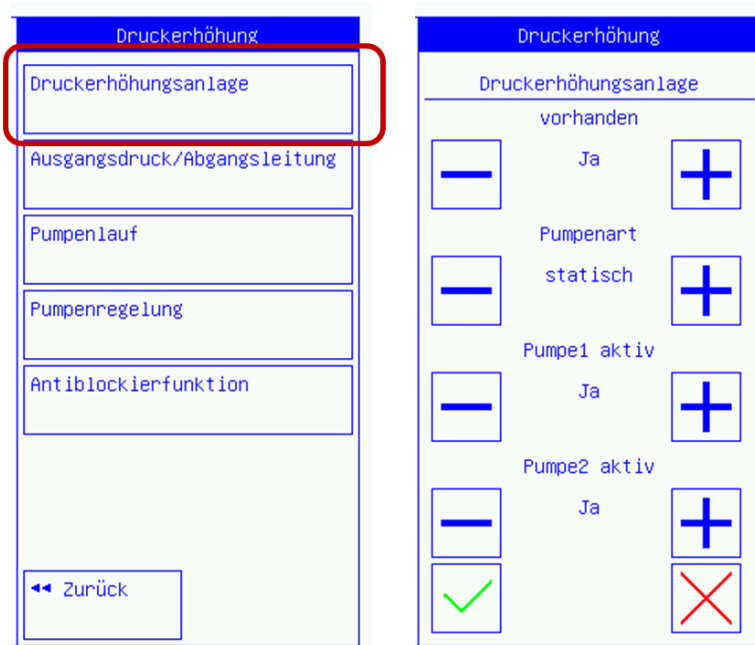 Druckerhöhung
Druckerhöhungsanlage
Ausgangsdruck/Abgangsleitung
Pumpenlauf
Pumpenregelung
Antiblockierfunktion
Zurück
Druckerhöhung
Druckerhöhungsanlage
vorhanden
Ja
Pumpenart
statisch
Pumpe1 aktiv
Ja
Pumpe2 aktiv
Ja